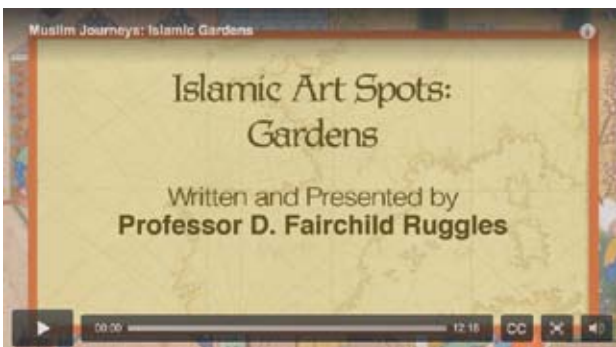 Muslim Journeys: Islamic Gardens
Islamic Art Spots:
Gardens
Written and Presented by
Professor D. Fairchild Ruggles
00:00 12:16 CC